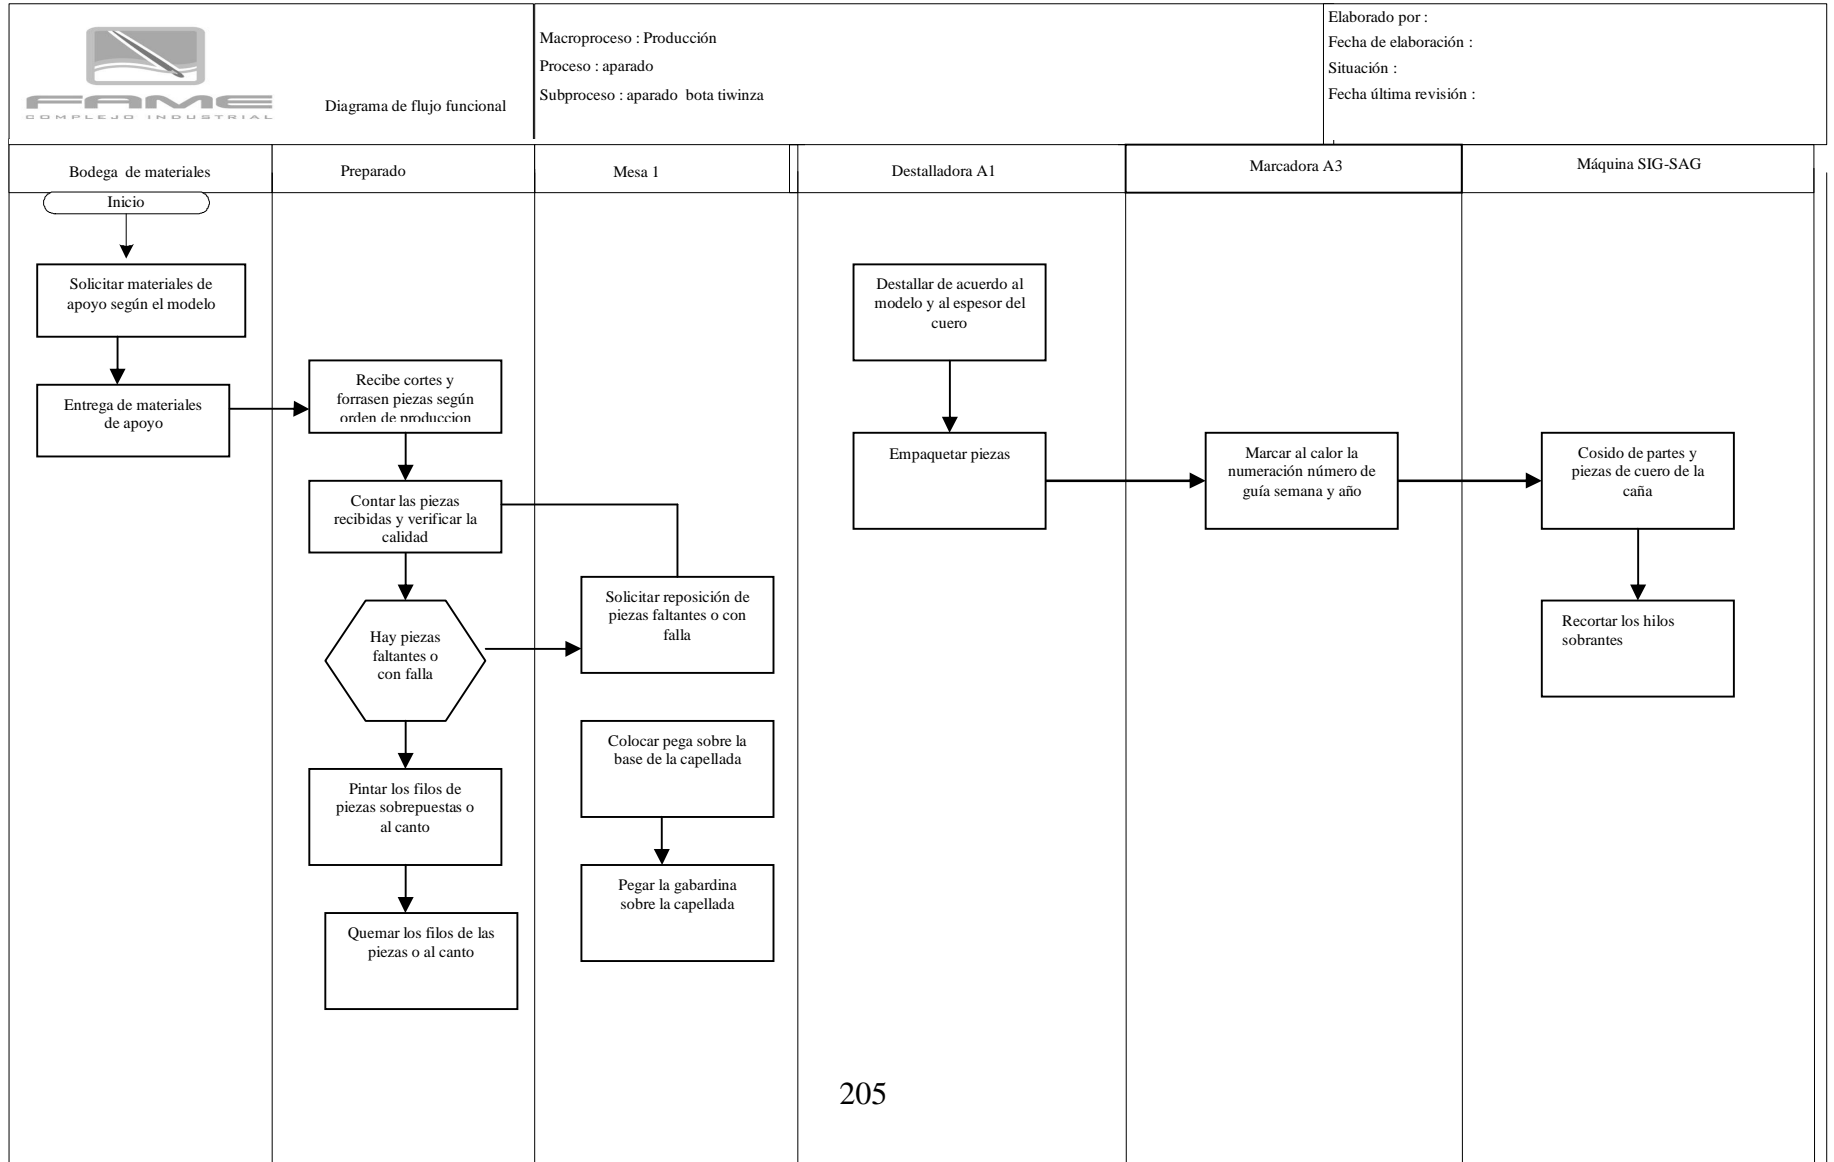 FAME
COMPLEJO INDUSTRIAL
Diagrama de flujo funcional
Macroproceso : Producción
Proceso : aparado
Subproceso : aparado bota tiwinza
Elaborado por :
Fecha de elaboración :
Situación :
Fecha última revisión :
Bodega de materiales
Preparado
Mesa 1
Destalladora A1
Marcadora A3
Máquina SIG-SAG
Inicio
Solicitar materiales de
apoyo según el modelo
Entrega de materiales
de apoyo
Recibe cortes y
forrasen piezas según
orden de produccion
Contar las piezas
recibidas y verificar la
calidad
Hay piezas
faltantes o
con falla
Pintar los filos de
piezas sobrepuestas o
al canto
Quemar los filos de las
piezas o al canto
Solicitar reposición de
piezas faltantes o con
falla
Colocar pega sobre la
base de la capellada
Pegar la gabardina
sobre la capellada
Destallar de acuerdo al
modelo y al espesor del
cuero
Empaquetar piezas
Marcar al calor la
numeración número de
guía semana y año
Cosido de partes y
piezas de cuero de la
caña
Recortar los hilos
sobrantes
205